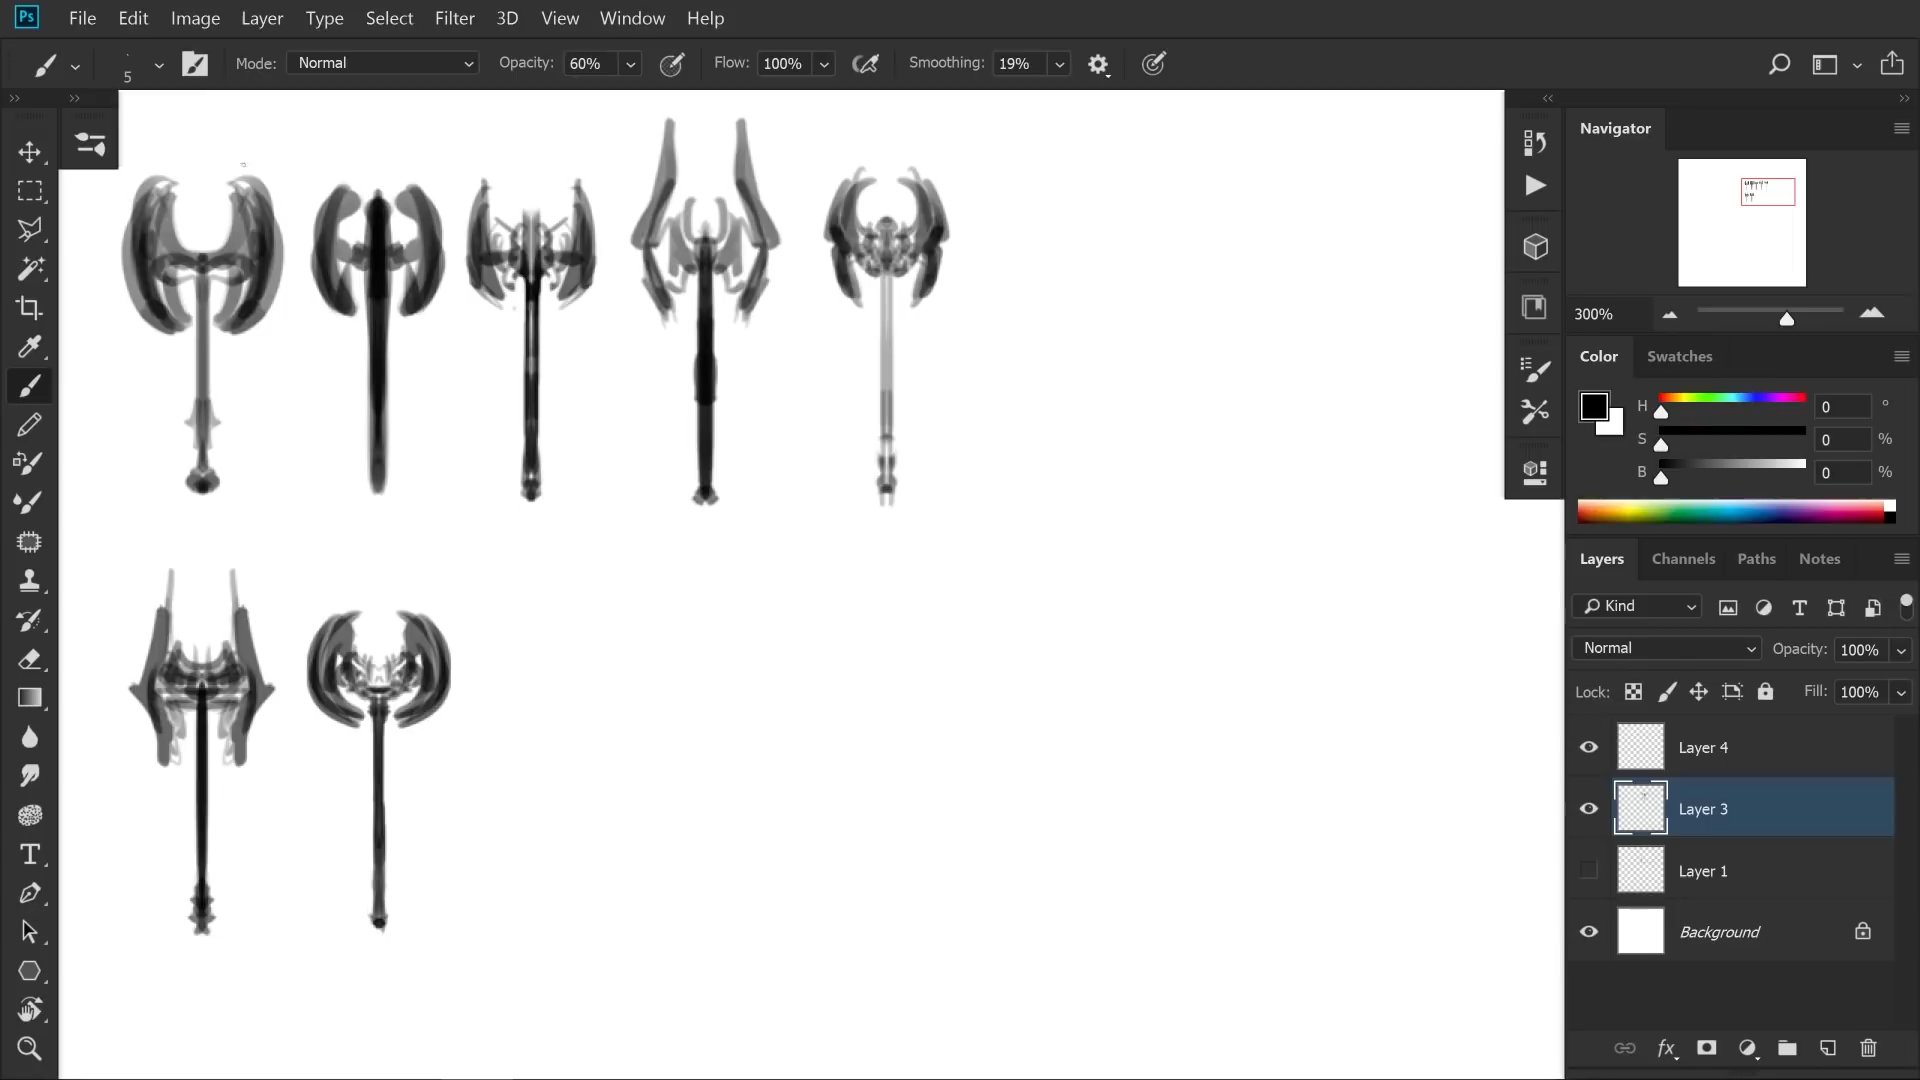 Ps File Edit Image Layer Type Select Filter 3D View Window Help
5 Mode: Normal Opacity: 60% Flow: 100% Smoothing: 19%
Navigator
300%
Color Swatches
H 0 °
S 0 %
B 0 %
Layers Channels Paths Notes
Kind
Normal Opacity: 100%
Lock: Fill: 100%
Layer 4
Layer 3
Layer 1
Background
fx